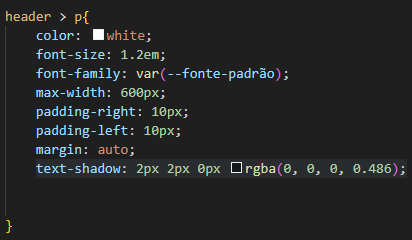 header > p{
color: white;
font-size: 1.2em;
font-family: var(--fonte-padrão);
max-width: 600px;
padding-right: 10px;
padding-left: 10px;
margin: auto;
text-shadow: 2px 2px 0px rgba(0, 0, 0, 0.486);
}